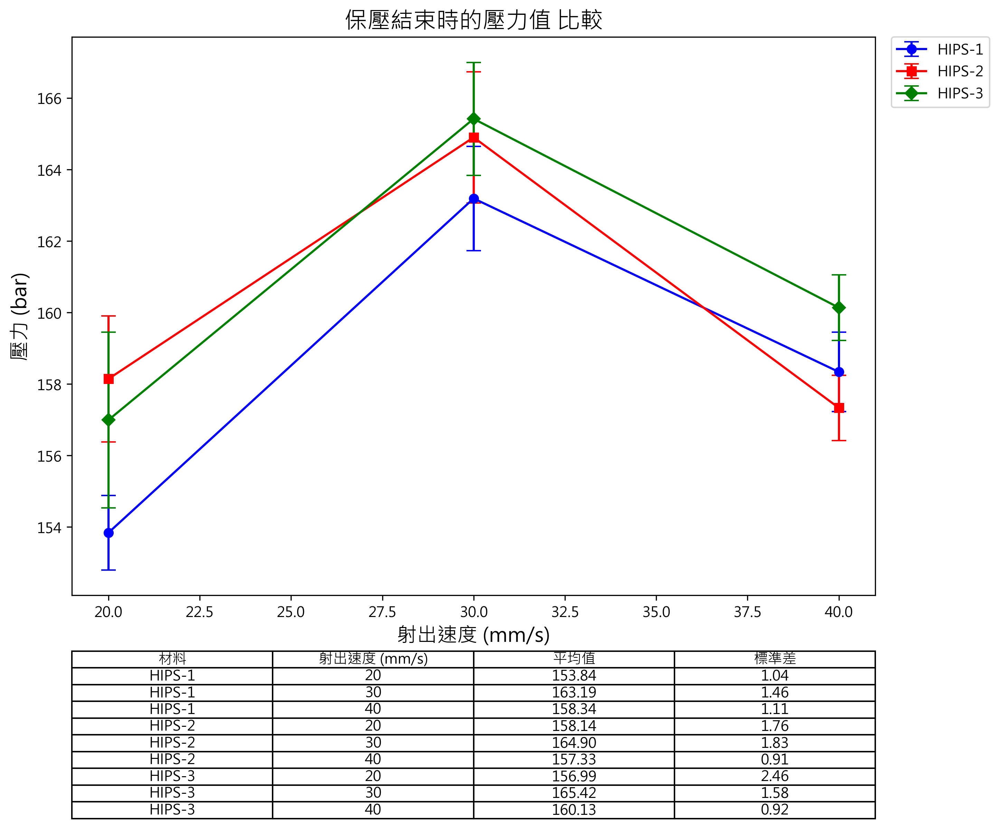 保壓結束時的壓力值 比較
HIPS-1
HIPS-2
HIPS-3
壓力 (bar)
166
164
162
160
158
156
154
20.0 22.5 25.0 27.5 30.0 32.5 35.0 37.5 40.0
射出速度 (mm/s)
材料 射出速度 (mm/s) 平均值 標準差
HIPS-1 20 153.84 1.04
HIPS-1 30 163.19 1.46
HIPS-1 40 158.34 1.11
HIPS-2 20 158.14 1.76
HIPS-2 30 164.90 1.83
HIPS-2 40 157.33 0.91
HIPS-3 20 156.99 2.46
HIPS-3 30 165.42 1.58
HIPS-3 40 160.13 0.92